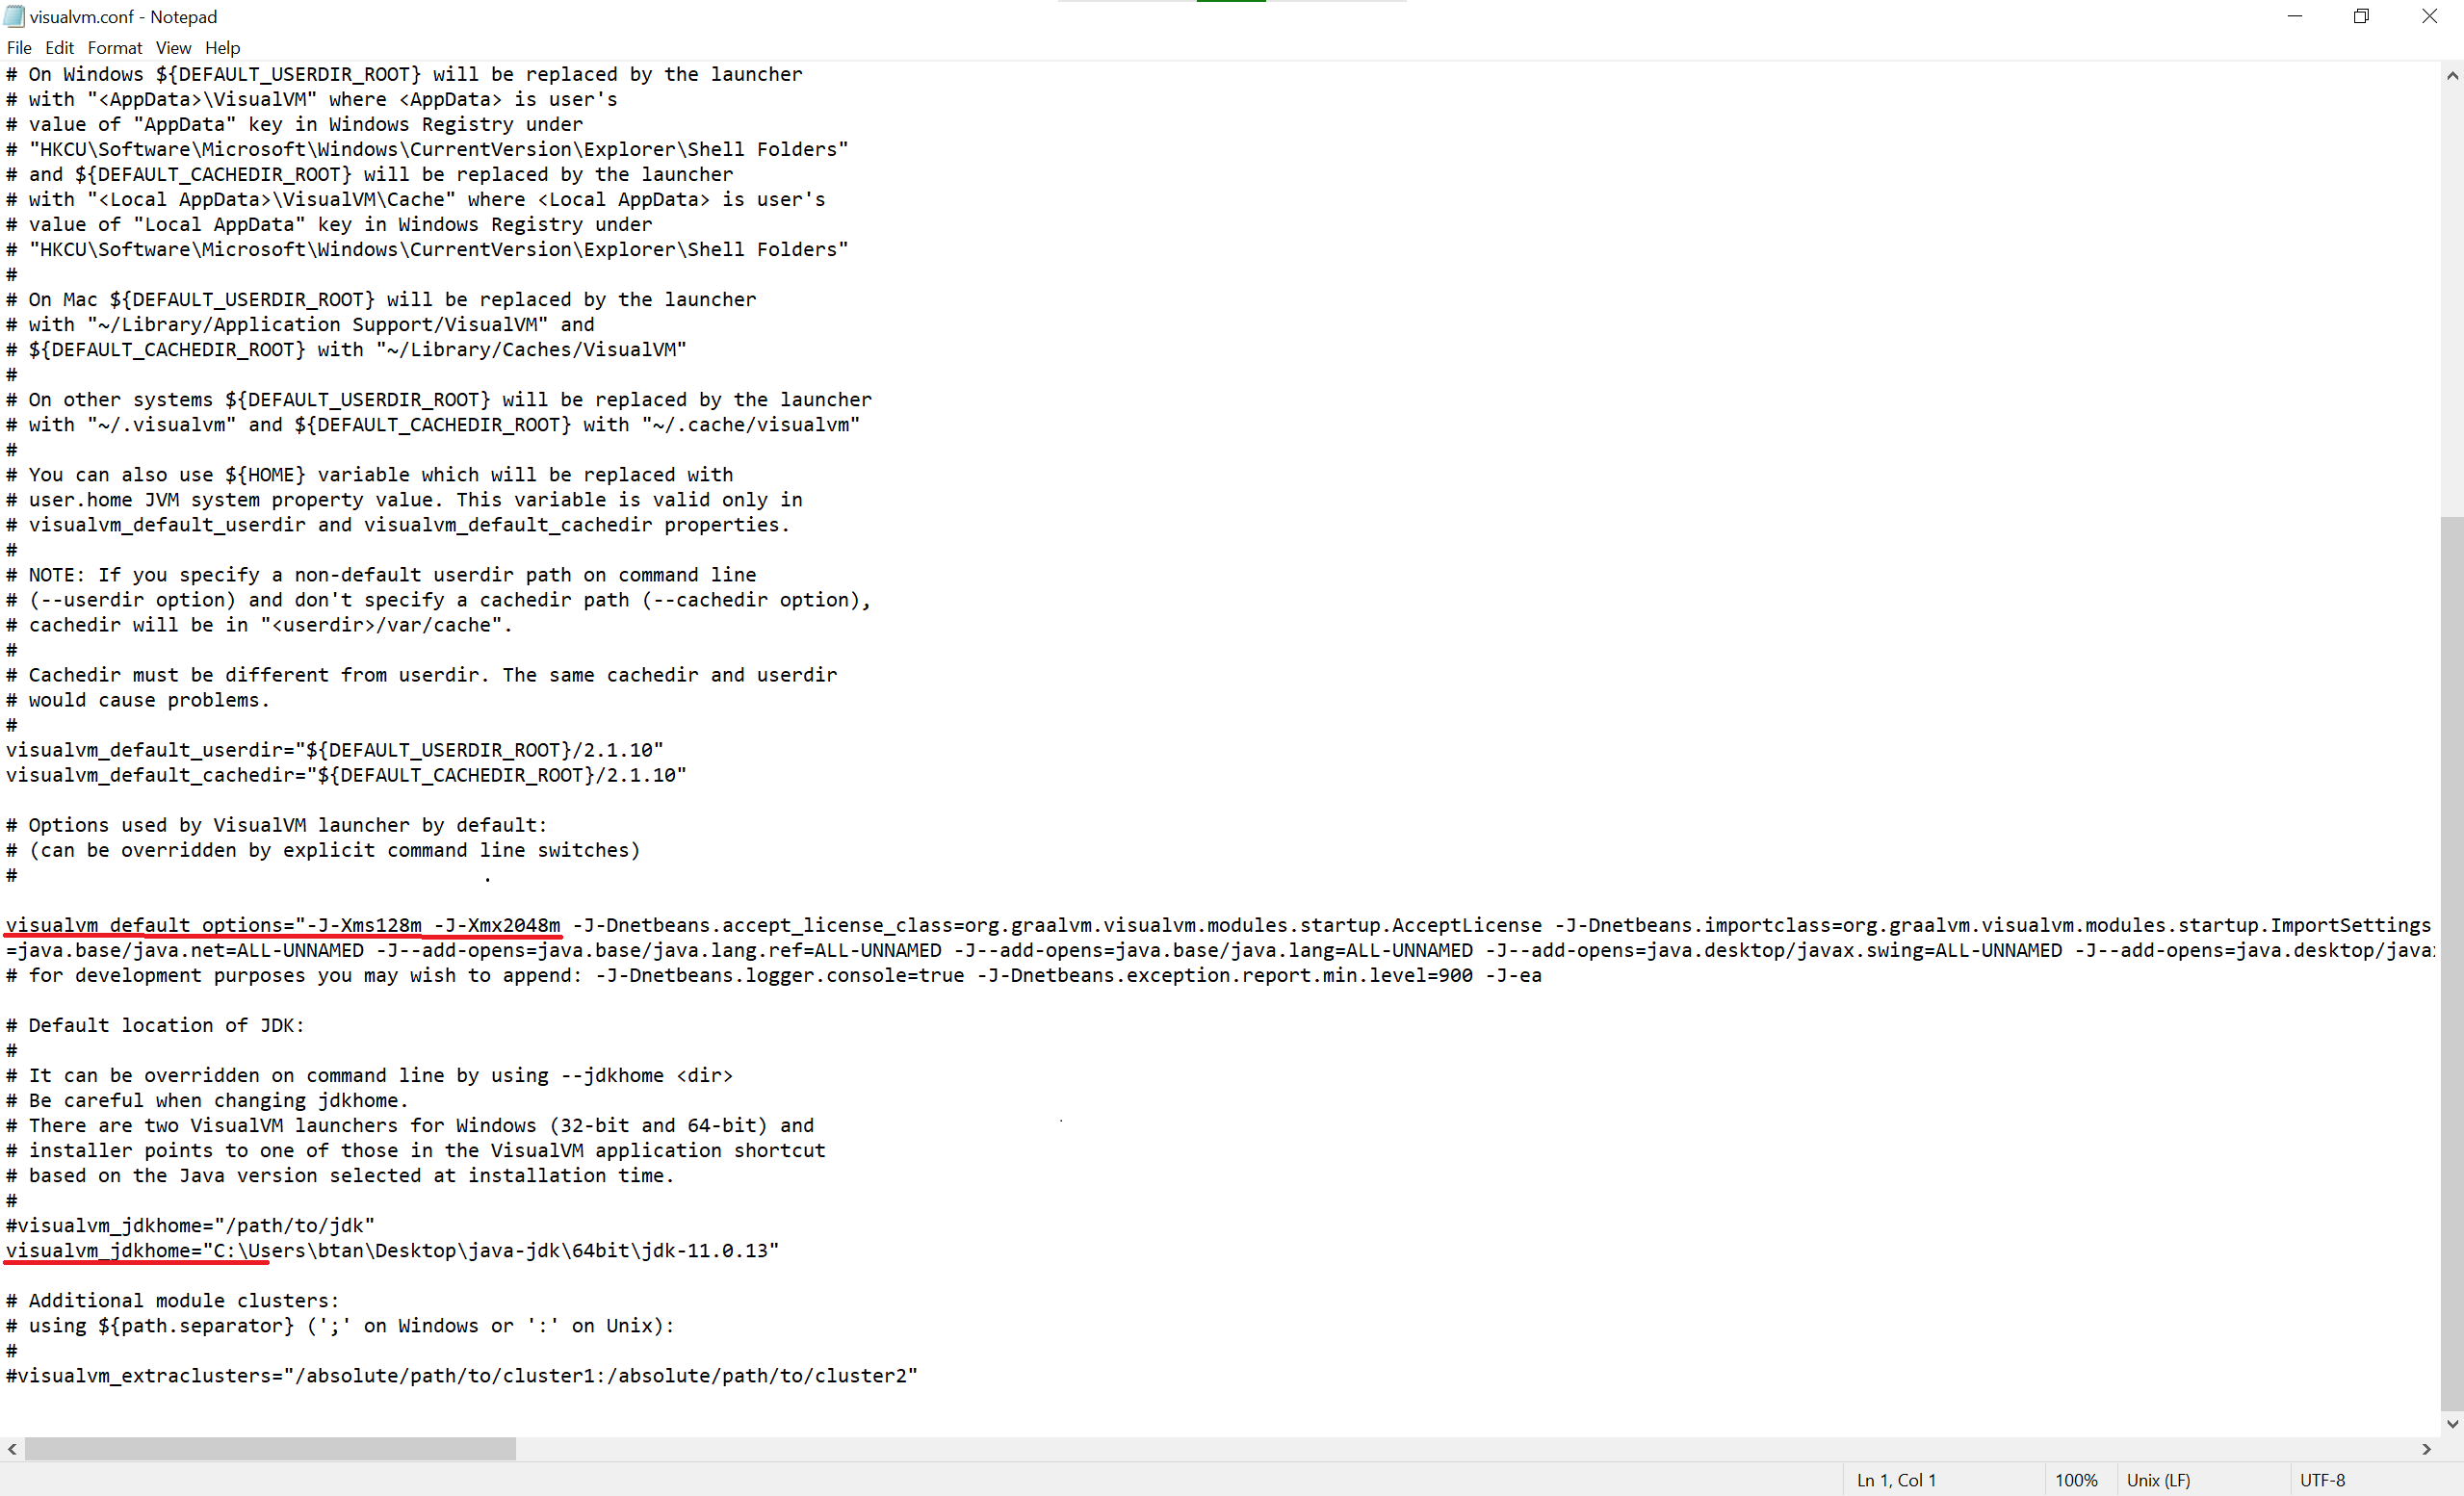 visualvm.conf - Notepad
File Edit Format View Help
# On Windows ${DEFAULT_USERDIR_ROOT} will be replaced by the launcher
# with "<AppData>\VisualVM" where <AppData> is user's
# value of "AppData" key in Windows Registry under
# "HKCU\Software\Microsoft\Windows\CurrentVersion\Explorer\Shell Folders"
# and ${DEFAULT_CACHEDIR_ROOT} will be replaced by the launcher
# with "<Local AppData>\VisualVM\Cache" where <Local AppData> is user's
# value of "Local AppData" key in Windows Registry under
# "HKCU\Software\Microsoft\Windows\CurrentVersion\Explorer\Shell Folders"
#
# On Mac ${DEFAULT_USERDIR_ROOT} will be replaced by the launcher
# with "~/Library/Application Support/VisualVM" and
# ${DEFAULT_CACHEDIR_ROOT} with "~/Library/Caches/VisualVM"
#
# On other systems ${DEFAULT_USERDIR_ROOT} will be replaced by the launcher
# with "~/.visualvm" and ${DEFAULT_CACHEDIR_ROOT} with "~/.cache/visualvm"
#
# You can also use ${HOME} variable which will be replaced with
# user.home JVM system property value. This variable is valid only in
# visualvm_default_userdir and visualvm_default_cachedir properties.
#
# NOTE: If you specify a non-default userdir path on command line
# (--userdir option) and don't specify a cachedir path (--cachedir option),
# cachedir will be in "<userdir>/var/cache".
#
# Cachedir must be different from userdir. The same cachedir and userdir
# would cause problems.
#
visualvm_default_userdir="${DEFAULT_USERDIR_ROOT}/2.1.10"
visualvm_default_cachedir="${DEFAULT_CACHEDIR_ROOT}/2.1.10"
# Options used by VisualVM launcher by default:
# (can be overridden by explicit command line switches)
#
visualvm_default_options="-J-Xms128m -J-Xmx2048m -J-Dnetbeans.accept_license_class=org.graalvm.visualvm.modules.startup.AcceptLicense -J-Dnetbeans.importclass=org.graalvm.visualvm.modules.startup.ImportSettings
=java.base/java.net=ALL-UNNAMED -J--add-opens=java.base/java.lang.ref=ALL-UNNAMED -J--add-opens=java.base/java.lang=ALL-UNNAMED -J--add-opens=java.desktop/javax.swing=ALL-UNNAMED -J--add-opens=java.desktop/java
# for development purposes you may wish to append: -J-Dnetbeans.logger.console=true -J-Dnetbeans.exception.report.min.level=900 -J-ea
# Default location of JDK:
#
# It can be overridden on command line by using --jdkhome <dir>
# Be careful when changing jdkhome.
# There are two VisualVM launchers for Windows (32-bit and 64-bit) and
# installer points to one of those in the VisualVM application shortcut
# based on the Java version selected at installation time.
#
#visualvm_jdkhome="/path/to/jdk"
visualvm_jdkhome="C:\Users\btan\Desktop\java-jdk\64bit\jdk-11.0.13"
# Additional module clusters:
# using ${path.separator} (';' on Windows or ':' on Unix):
#
#visualvm_extraclusters="/absolute/path/to/cluster1:/absolute/path/to/cluster2"
Ln 1, Col 1 100% Unix (LF) UTF-8